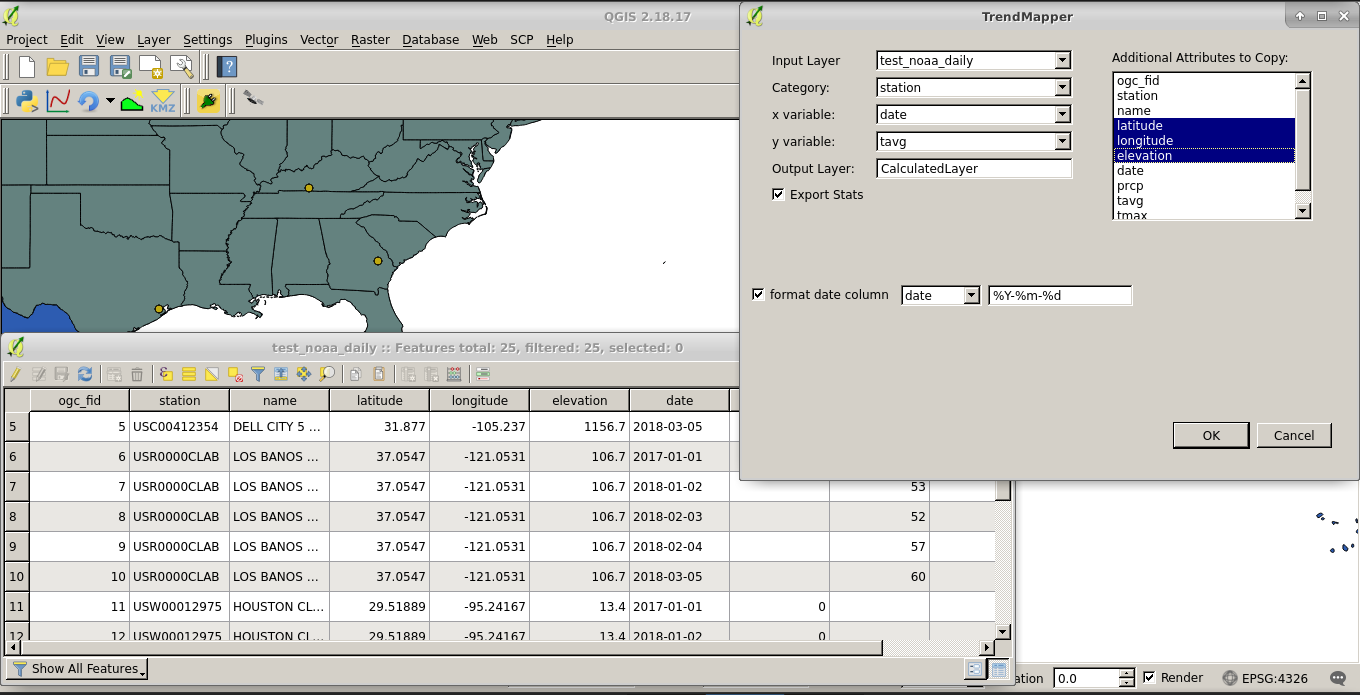 QGIS 2.18.17
Project Edit View Layer Settings Plugins Vector Raster Database Web SCP Help
KMZ
TrendMapper
Input Layer test_noaa_daily
Category: station
x variable: date
y variable: tavg
Output Layer: CalculatedLayer
Export Stats
Additional Attributes to Copy:
ogc_fid
station
name
latitude
longitude
elevation
date
prcp
tavg
tmax
format date column date %Y-%m-%d
OK Cancel
test_noaa_daily :: Features total: 25, filtered: 25, selected: 0
ogc_fid station name latitude longitude elevation date
5 5 USC00412354 DELL CITY 5 ... 31.877 -105.237 1156.7 2018-03-05
6 6 USR0000CLAB LOS BANOS ... 37.0547 -121.0531 106.7 2017-01-01
7 7 USR0000CLAB LOS BANOS ... 37.0547 -121.0531 106.7 2018-01-02 53
8 8 USR0000CLAB LOS BANOS ... 37.0547 -121.0531 106.7 2018-02-03 52
9 9 USR0000CLAB LOS BANOS ... 37.0547 -121.0531 106.7 2018-02-04 57
10 10 USR0000CLAB LOS BANOS ... 37.0547 -121.0531 106.7 2018-03-05 60
11 11 USW00012975 HOUSTON CL... 29.51889 -95.24167 13.4 2017-01-01 0
12 12 USW00012975 HOUSTON CL... 29.51889 -95.24167 13.4 2018-01-02 0
Show All Features
ation 0.0 Render EPSG:4326